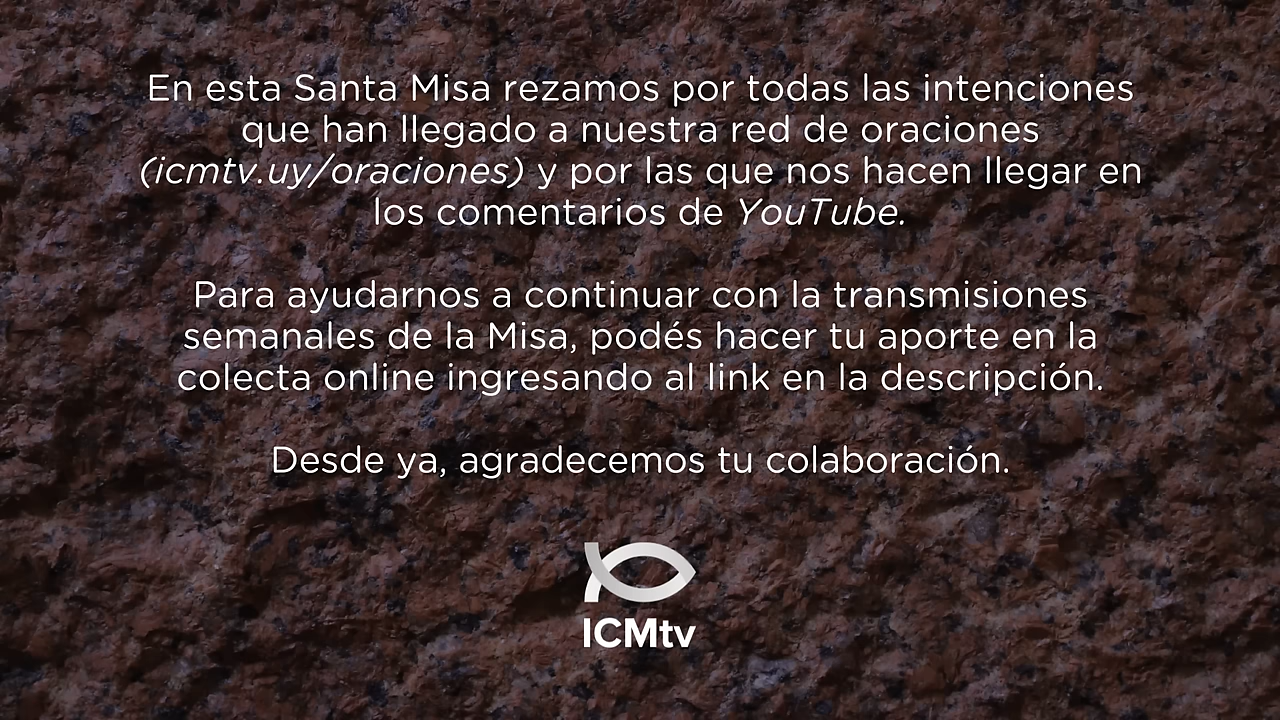 En esta Santa Misa rezamos por todas las intenciones
que han llegado a nuestra red de oraciones
(icmtv.uy/oraciones) y por las que nos hacen llegar en
los comentarios de YouTube.
Para ayudarnos a continuar con la transmisiones
semanales de la Misa, podés hacer tu aporte en la
colecta online ingresando al link en la descripción.
Desde ya, agradecemos tu colaboración.
ICMtv